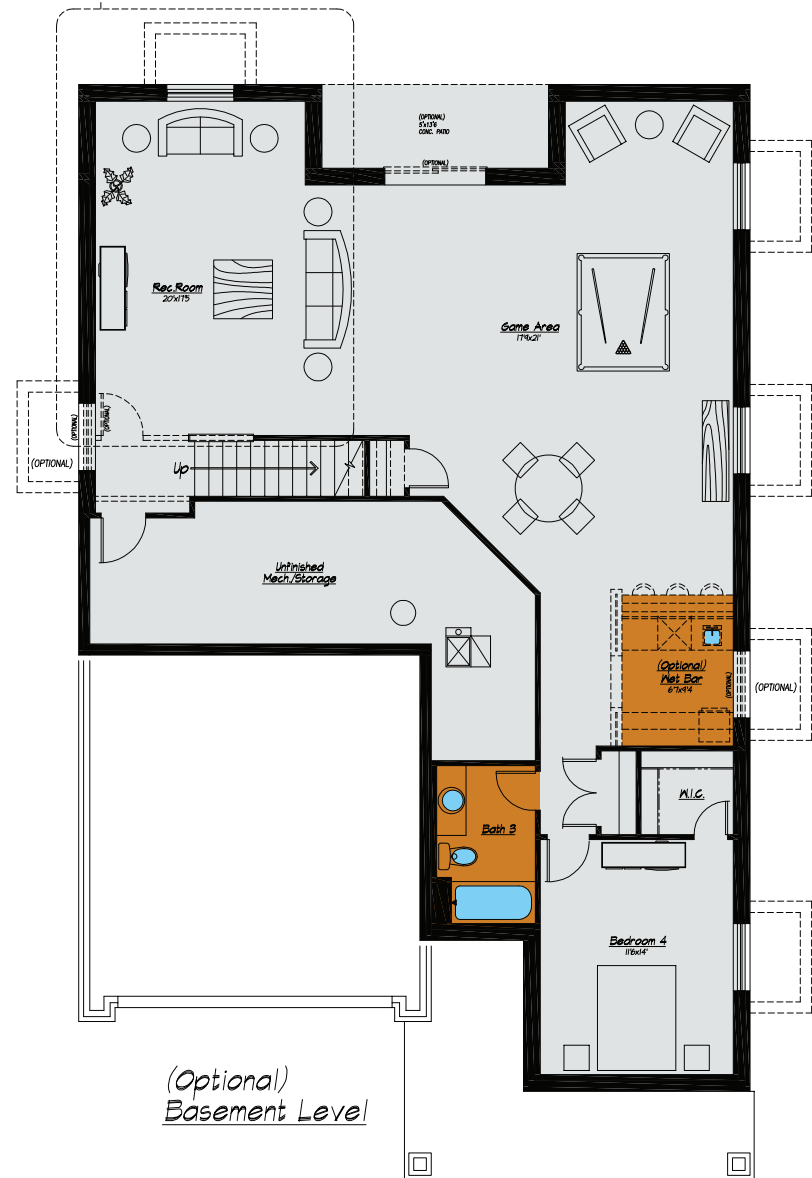 (OPTIONAL)
5'x13'6
CONC. PATIO
(OPTIONAL)
Rec.Room
20'x17'5
Game Area
17'9x21'
(OPTIONAL)
(OPTIONAL)
(OPTIONAL)
Up
Unfinished
Mech./Storage
(Optional)
Wet Bar
6'7x9'4
(OPTIONAL)
(OPTIONAL)
W.I.C.
Bath 3
Bedroom 4
11'6x14'
(Optional)
Basement Level